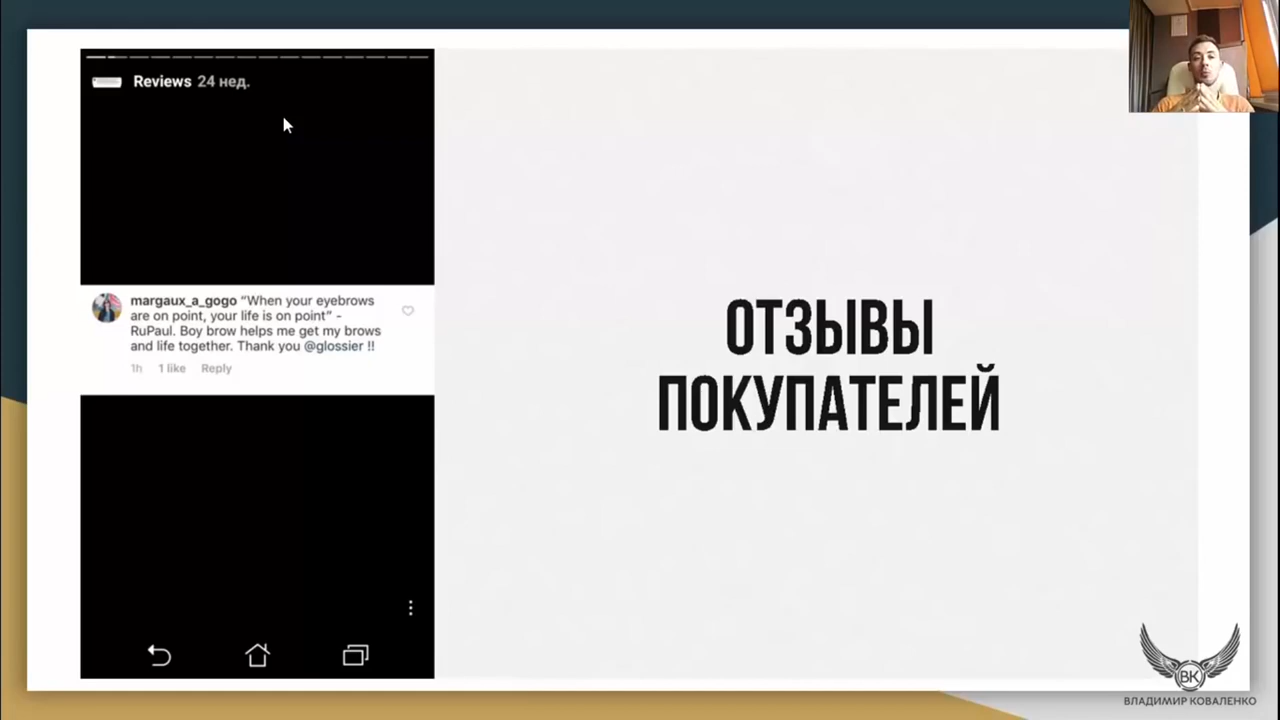 Reviews 24 нед.
margaux_a_gogo “When your eyebrows
are on point, your life is on point” -
RuPaul. Boy brow helps me get my brows
and life together. Thank you @glossier !!
1h 1 like Reply
ОТЗЫВЫ
ПОКУПАТЕЛЕЙ
ВК
ВЛАДИМИР КОВАЛЕНКО